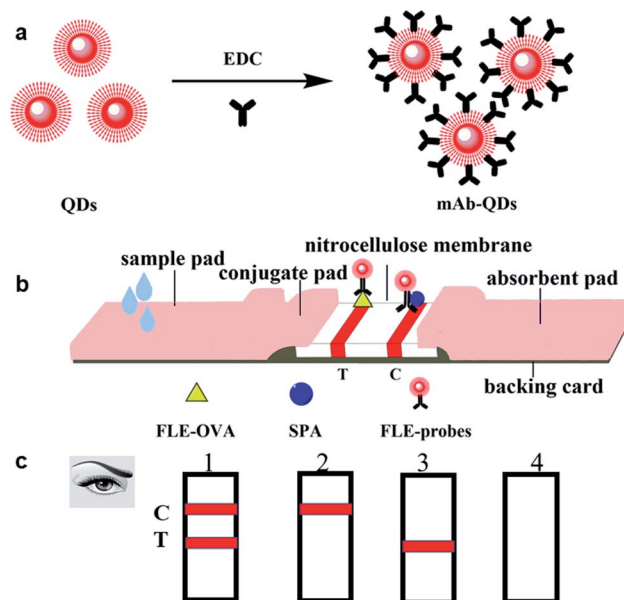 a
EDC
QDs
mAb-QDs
b
sample pad
conjugate pad
nitrocellulose membrane
absorbent pad
T
C
backing card
FLE-OVA
SPA
FLE-probes
c
1
2
3
4
C
T